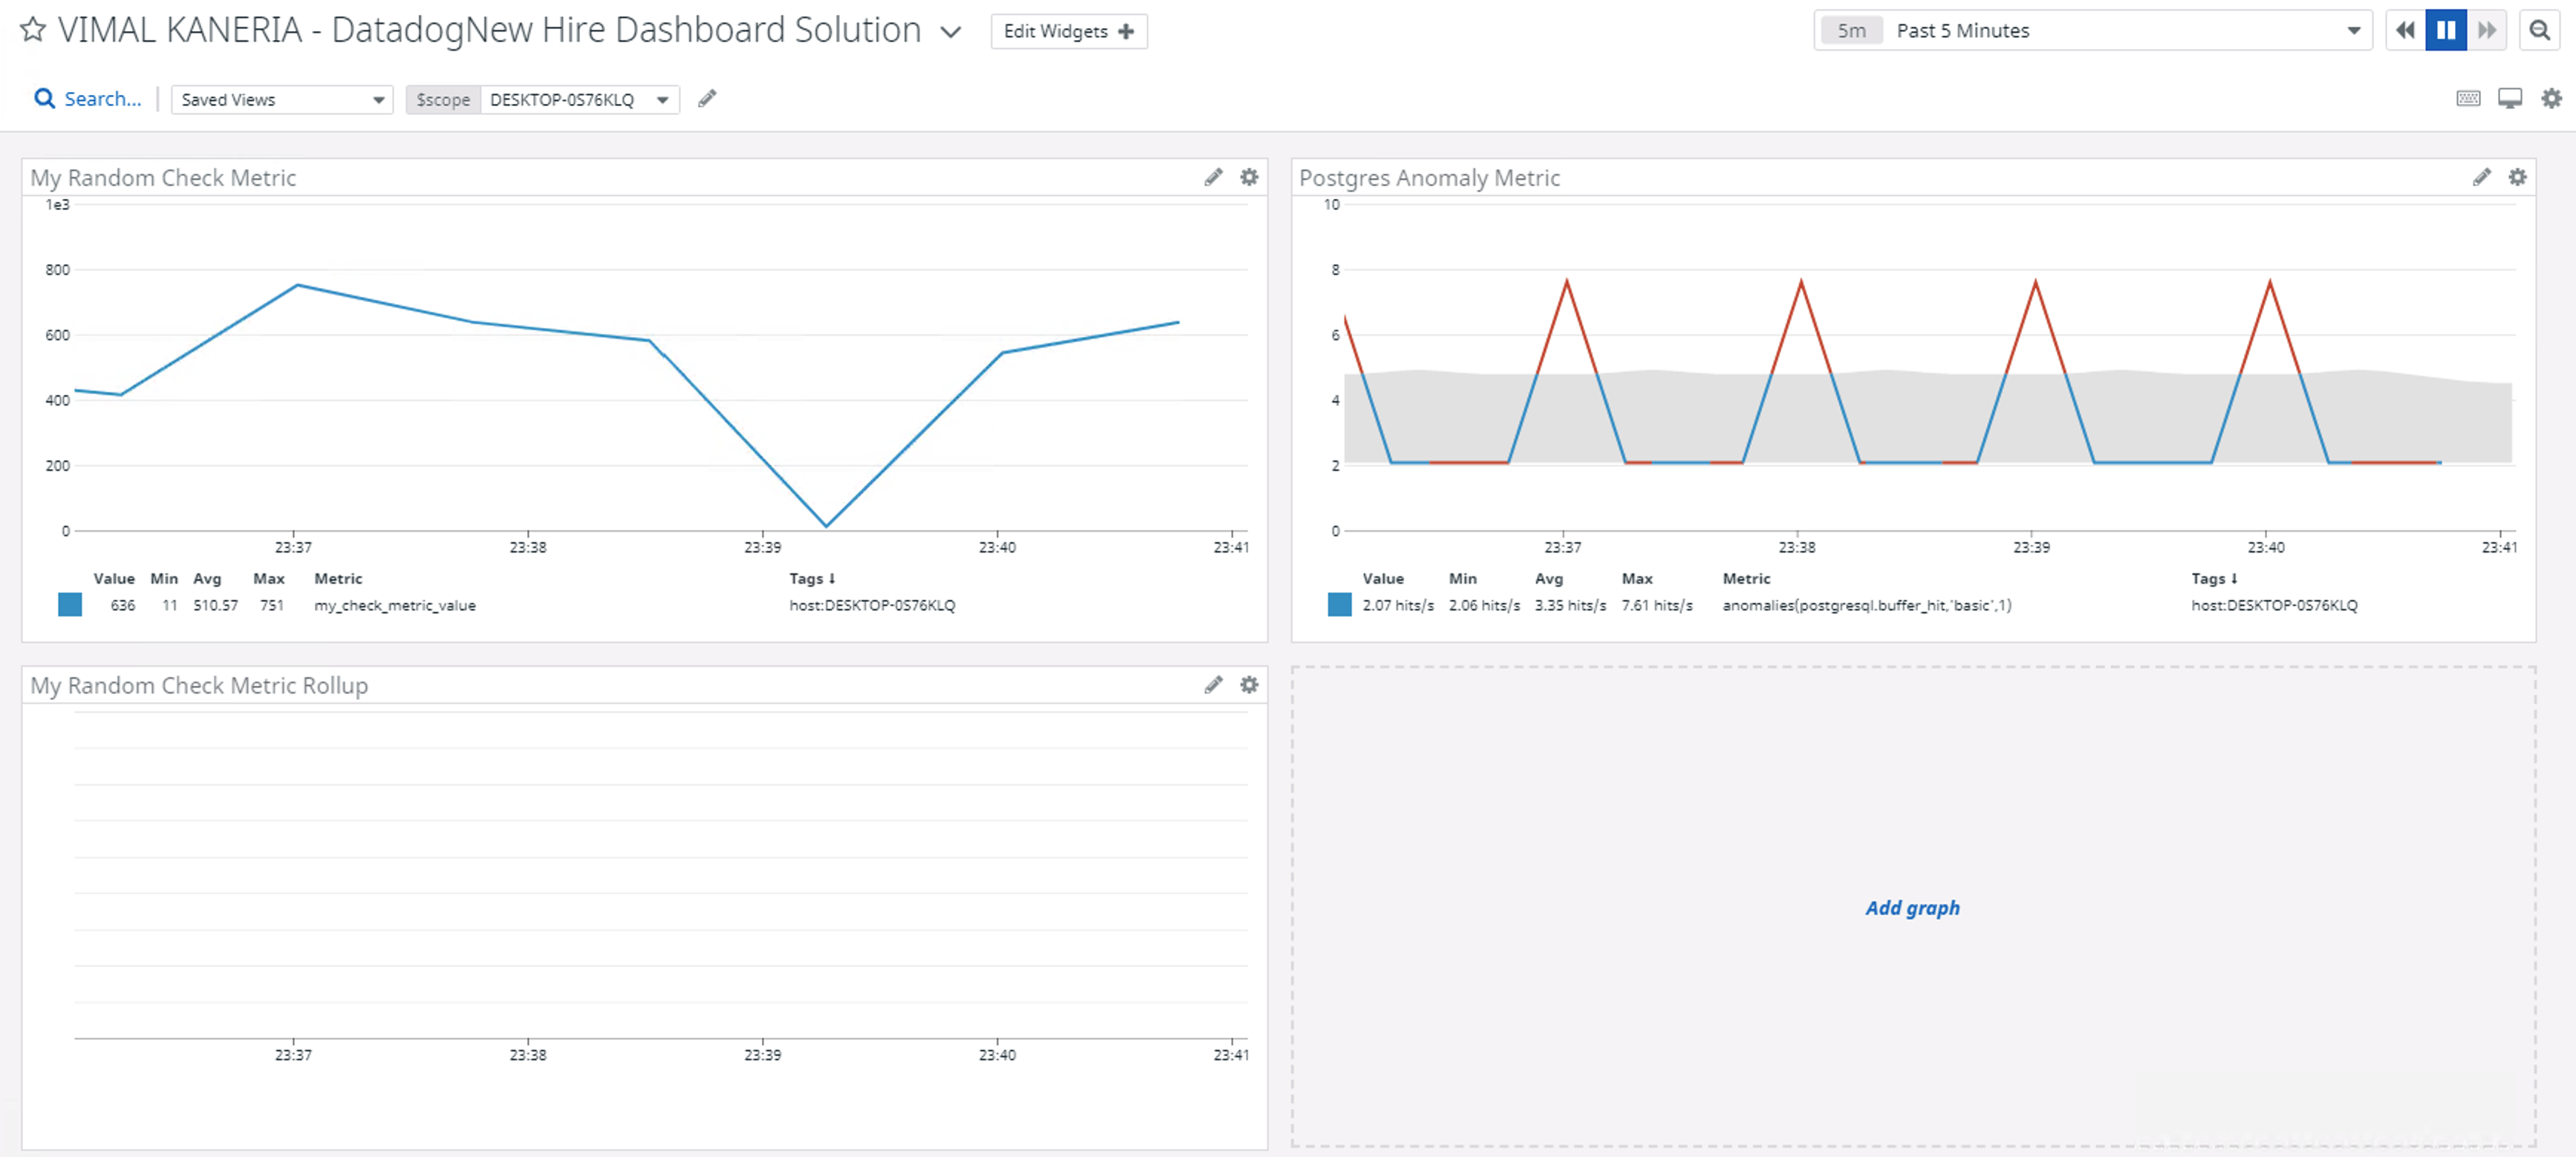 VIMAL KANERIA - DatadogNew Hire Dashboard Solution
Edit Widgets
5m Past 5 Minutes
Search...
Saved Views
$scope DESKTOP-0S76KLQ
My Random Check Metric
1e3
800
600
400
200
0
23:37 23:38 23:39 23:40 23:41
Value Min Avg Max Metric Tags ↓
636 11 510.57 751 my_check_metric_value host:DESKTOP-0S76KLQ
Postgres Anomaly Metric
10
8
6
4
2
0
23:37 23:38 23:39 23:40 23:41
Value Min Avg Max Metric Tags ↓
2.07 hits/s 2.06 hits/s 3.35 hits/s 7.61 hits/s anomalies(postgresql.buffer_hit,'basic',1) host:DESKTOP-0S76KLQ
My Random Check Metric Rollup
23:37 23:38 23:39 23:40 23:41
Add graph